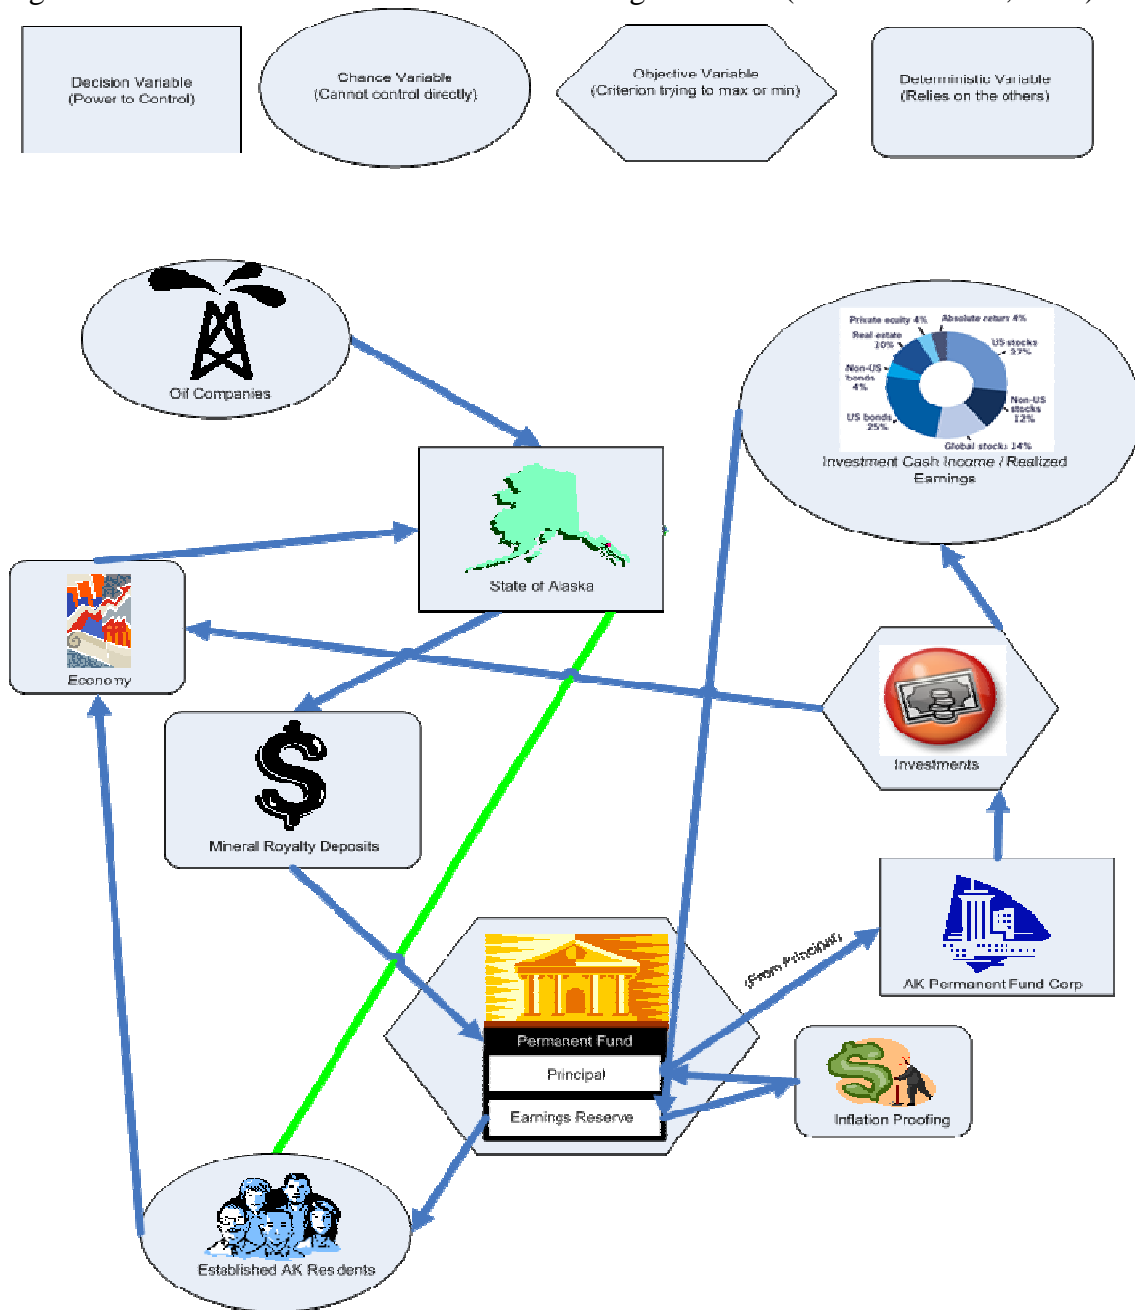 Decision Variable
(Power to Control)
Chance Variable
(Cannot control directly)
Objective Variable
(Criterion trying to max or min)
Deterministic Variable
(Relies on the others)
Oil Companies
Private equity 4%
Absolute return 4%
Real estate
10%
US stocks
27%
Non-US
bonds
4%
Non-US
stocks
12%
US bonds
25%
Global stocks 14%
Investment Cash Income / Realized
Earnings
State of Alaska
Economy
Investments
Mineral Royalty Deposits
(From Principal)
AK Permanent Fund Corp
Permanent Fund
Principal
Earnings Reserve
Inflation Proofing
Established AK Residents